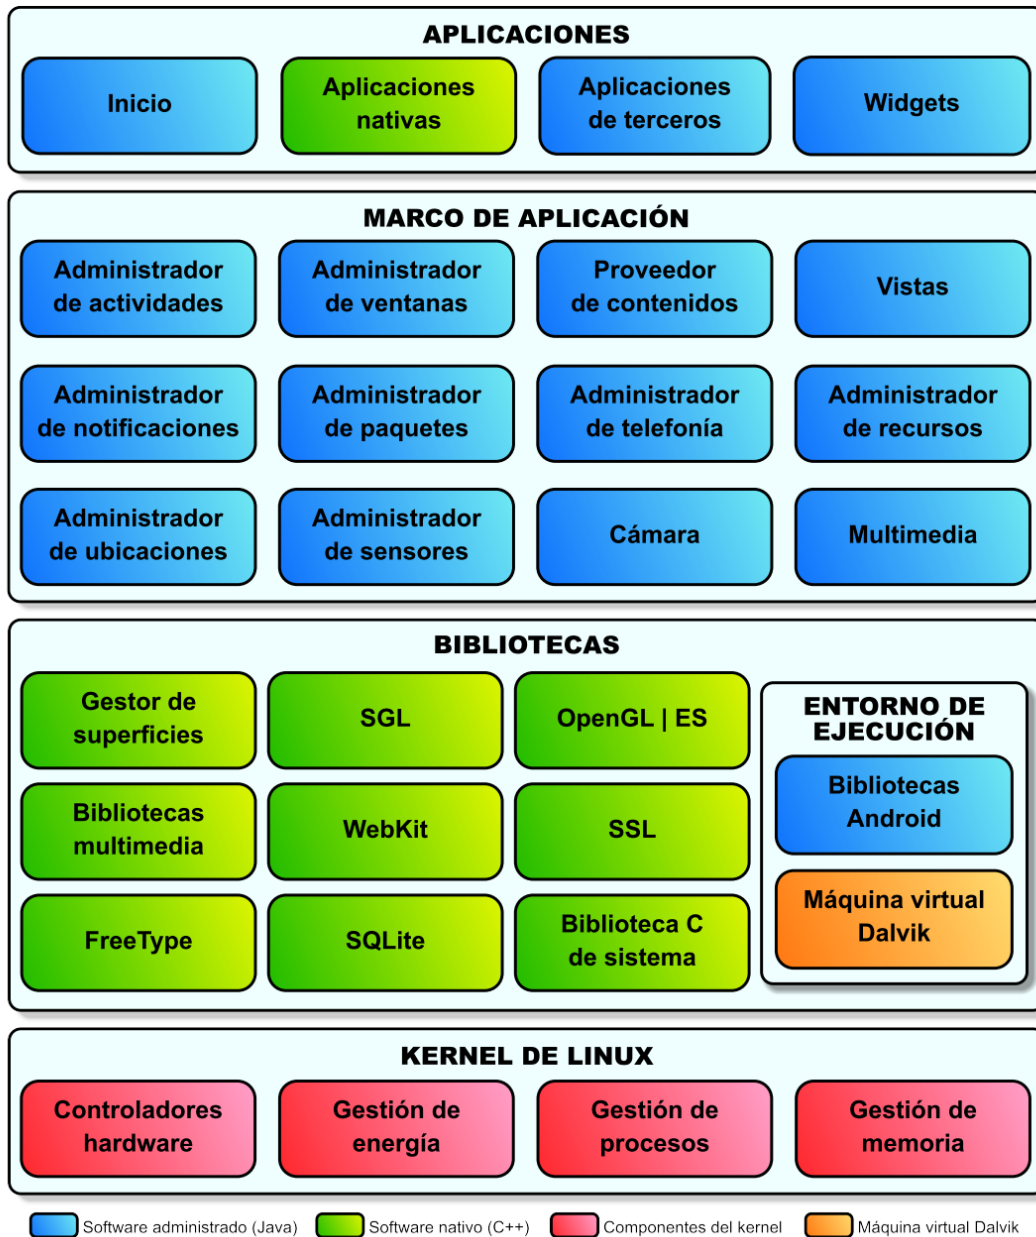 APLICACIONES
Inicio
Aplicaciones
nativas
Aplicaciones
de terceros
Widgets
MARCO DE APLICACIÓN
Administrador
de actividades
Administrador
de ventanas
Proveedor
de contenidos
Vistas
Administrador
de notificaciones
Administrador
de paquetes
Administrador
de telefonía
Administrador
de recursos
Administrador
de ubicaciones
Administrador
de sensores
Cámara
Multimedia
BIBLIOTECAS
Gestor de
superficies
SGL
OpenGL | ES
Bibliotecas
multimedia
WebKit
SSL
FreeType
SQLite
Biblioteca C
de sistema
ENTORNO DE
EJECUCIÓN
Bibliotecas
Android
Máquina virtual
Dalvik
KERNEL DE LINUX
Controladores
hardware
Gestión de
energía
Gestión de
procesos
Gestión de
memoria
Software administrado (Java)
Software nativo (C++)
Componentes del kernel
Máquina virtual Dalvik